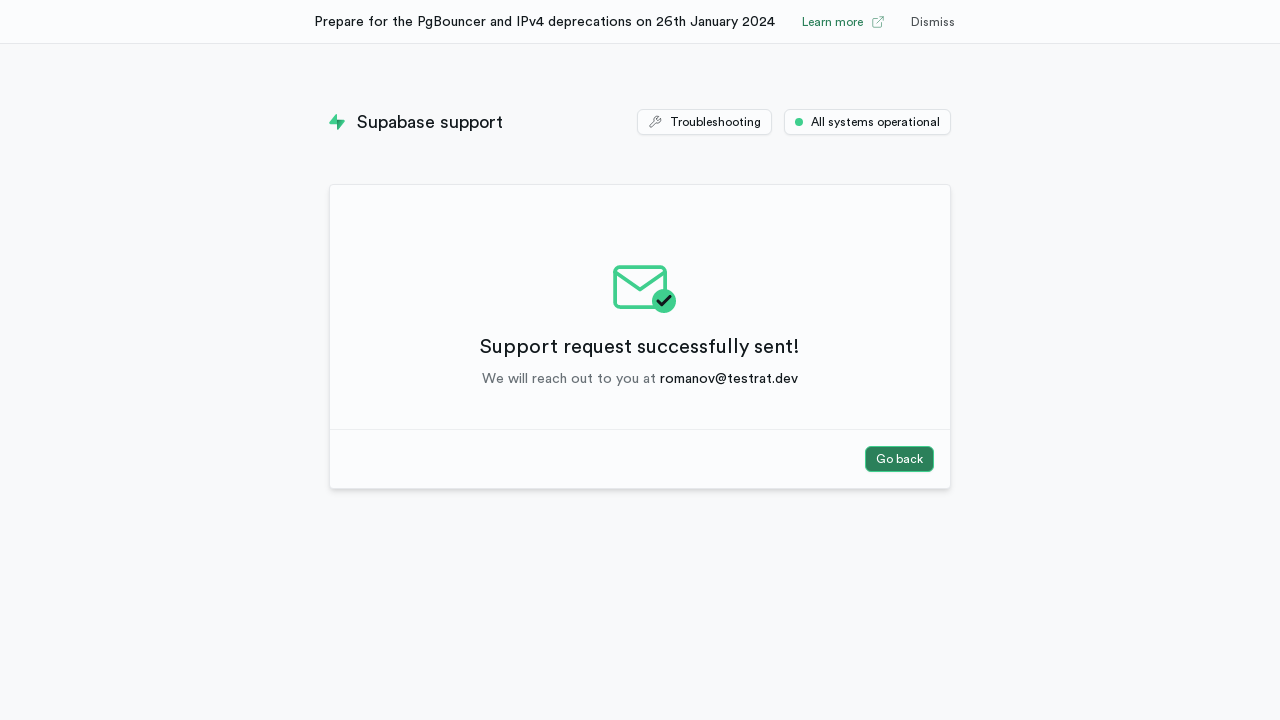 Prepare for the PgBouncer and IPv4 deprecations on 26th January 2024 Learn more Dismiss
Supabase support Troubleshooting All systems operational
Support request successfully sent!
We will reach out to you at romanov@testrat.dev
Go back